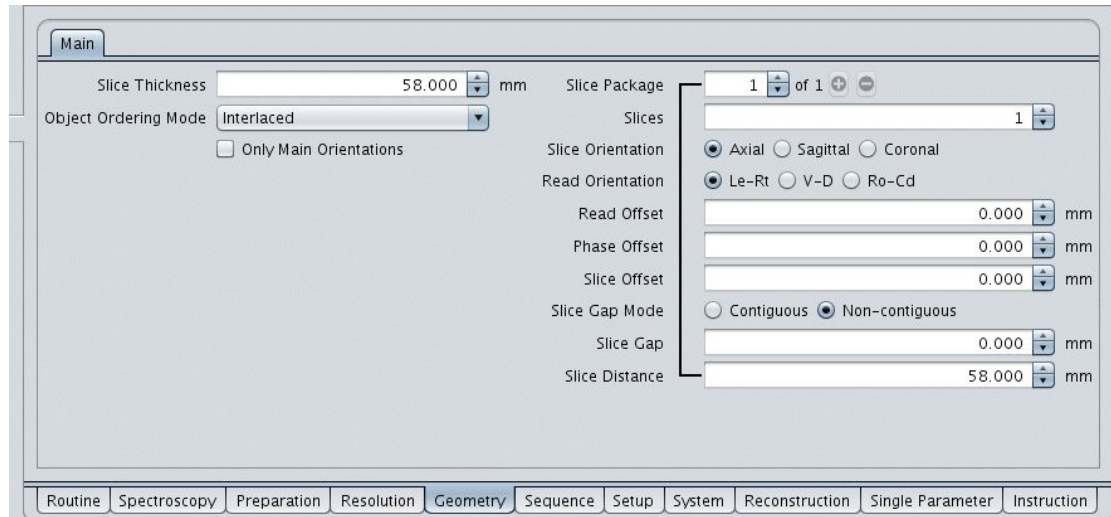 Main
Slice Thickness 58.000 mm Slice Package 1 of 1
Object Ordering Mode Interlaced Slices 1
Only Main Orientations Slice Orientation Axial Sagittal Coronal
Read Orientation Le-Rt V-D Ro-Cd
Read Offset 0.000 mm
Phase Offset 0.000 mm
Slice Offset 0.000 mm
Slice Gap Mode Contiguous Non-contiguous
Slice Gap 0.000 mm
Slice Distance 58.000 mm
Routine Spectroscopy Preparation Resolution Geometry Sequence Setup System Reconstruction Single Parameter Instruction